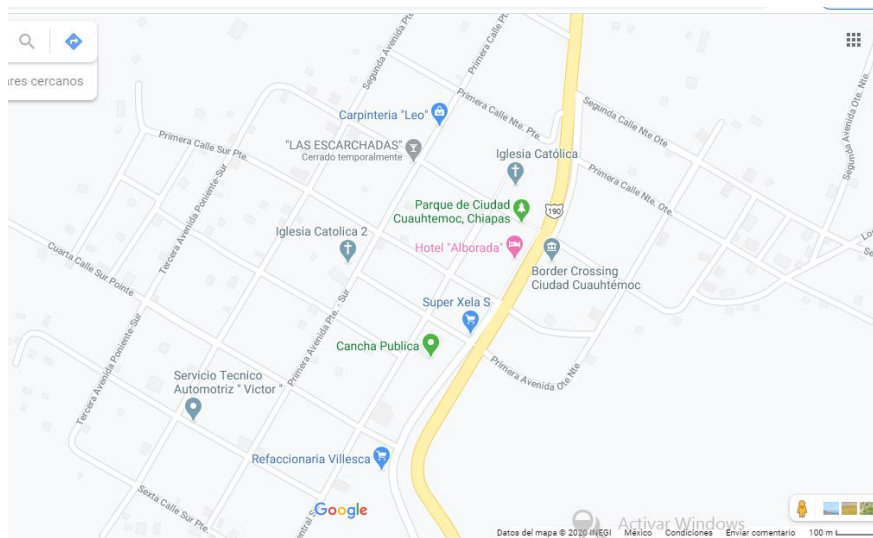 ares cercanos
Segunda Avenida Pte.
Primera Calle Pte.
Carpinteria "Leo"
Primera Calle Nte. Pte.
Segunda Calle Nte Ote
Segunda Avenida Ote. Nte.
Primera Calle Sur Pte.
"LAS ESCARCHADAS"
Cerrado temporalmente
Iglesia Católica
Primera Calle Nte. Ote.
Parque de Ciudad
Cuauhtemoc, Chiapas
190
Tercera Avenida Poniente-Sur
Iglesia Catolica 2
Hotel "Alborada"
Cuarta Calle Sur Pointe
Border Crossing
Ciudad Cuauhtémoc
Super Xela S
Primera Avenida Pte. - Sur
Cancha Publica
Tercera Avenida Poniente-Sur
Servicio Tecnico
Automotriz " Victor "
Primera Avenida Ote Nte
Refaccionaria Villesca
Sexta Calle Sur Pte.
Google
Activar Windows
Datos del mapa © 2020 INEGI México Condiciones Enviar comentario 100 m